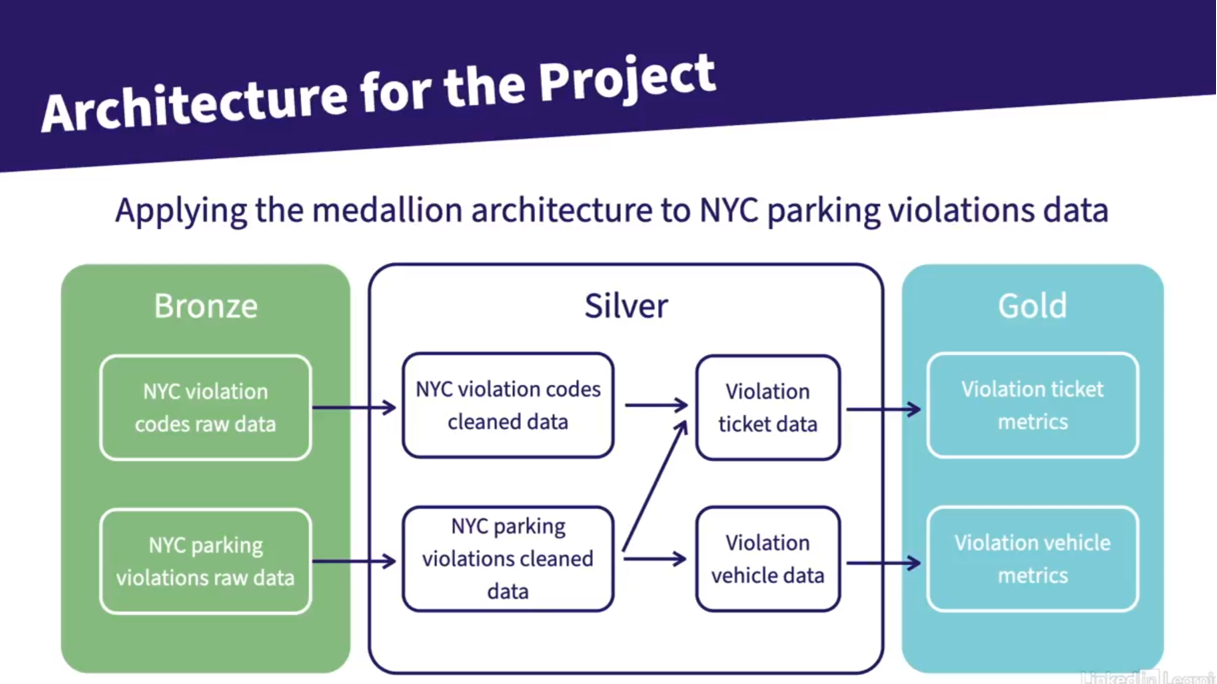 Architecture for the Project
Applying the medallion architecture to NYC parking violations data
Bronze
NYC violation
codes raw data
NYC parking
violations raw data
Silver
NYC violation codes
cleaned data
NYC parking
violations cleaned
data
Violation
ticket data
Violation
vehicle data
Gold
Violation ticket
metrics
Violation vehicle
metrics
Linked